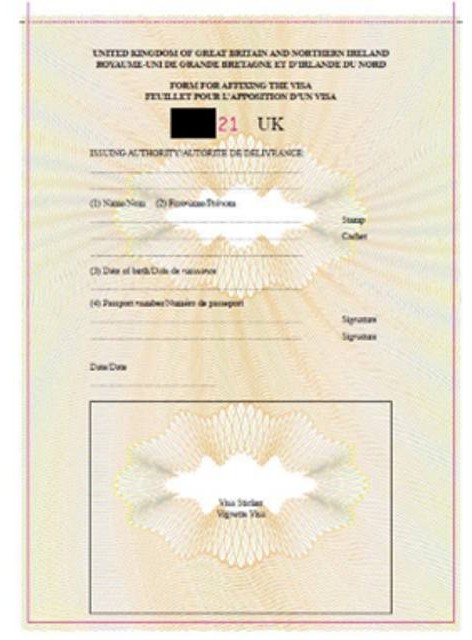 UNITED KINGDOM OF GREAT BRITAIN AND NORTHERN IRELAND
ROYAUME-UNI DE GRANDE BRETAGNE ET D'IRLANDE DU NORD
FORM FOR AFFIXING THE VISA
FEUILLET POUR L'APPOSITION D'UN VISA
21 UK
ISSUING AUTHORITY/AUTORITE DE DELIVRANCE
(1) Name/Nom (2) Forename/Prénom
Stamp
Cachet
(3) Date of birth/Date de naissance
(4) Passport number/Numéro de passeport
Signature
Signature
Date/Date
Visa Sticker
Vignette Visa